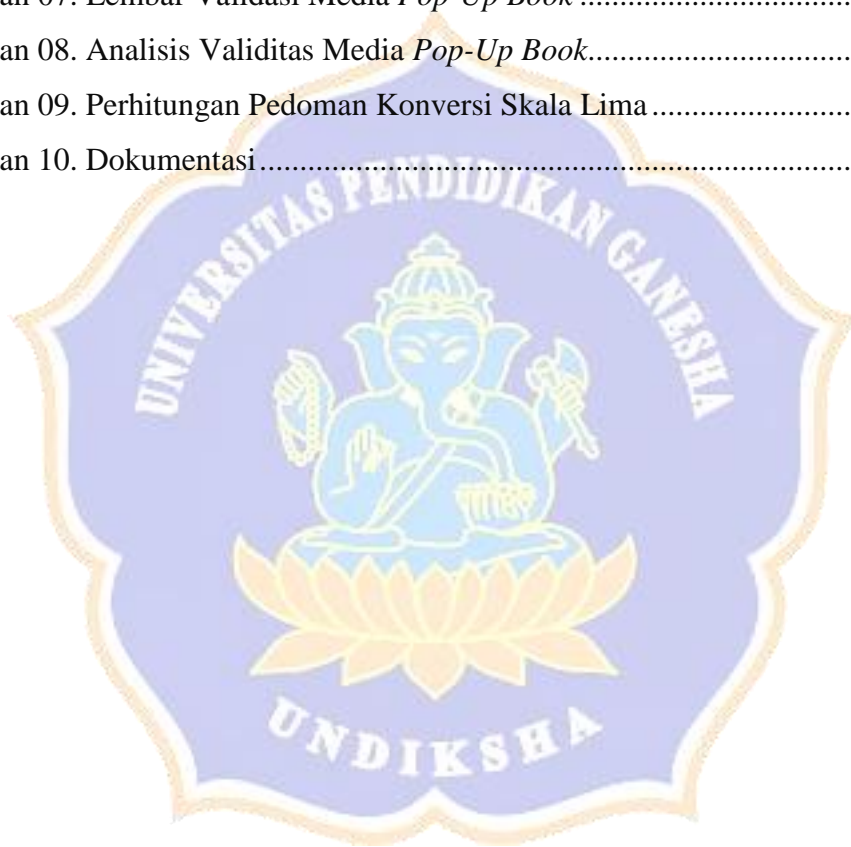 an 07. Lembar Validasi Media Pop-Up Book ................................
an 08. Analisis Validitas Media Pop-Up Book................................
an 09. Perhitungan Pedoman Konversi Skala Lima ........................
an 10. Dokumentasi.........................................................................
UNIVERSITAS PENDIDIKAN GANESHA
UNDIKSHA